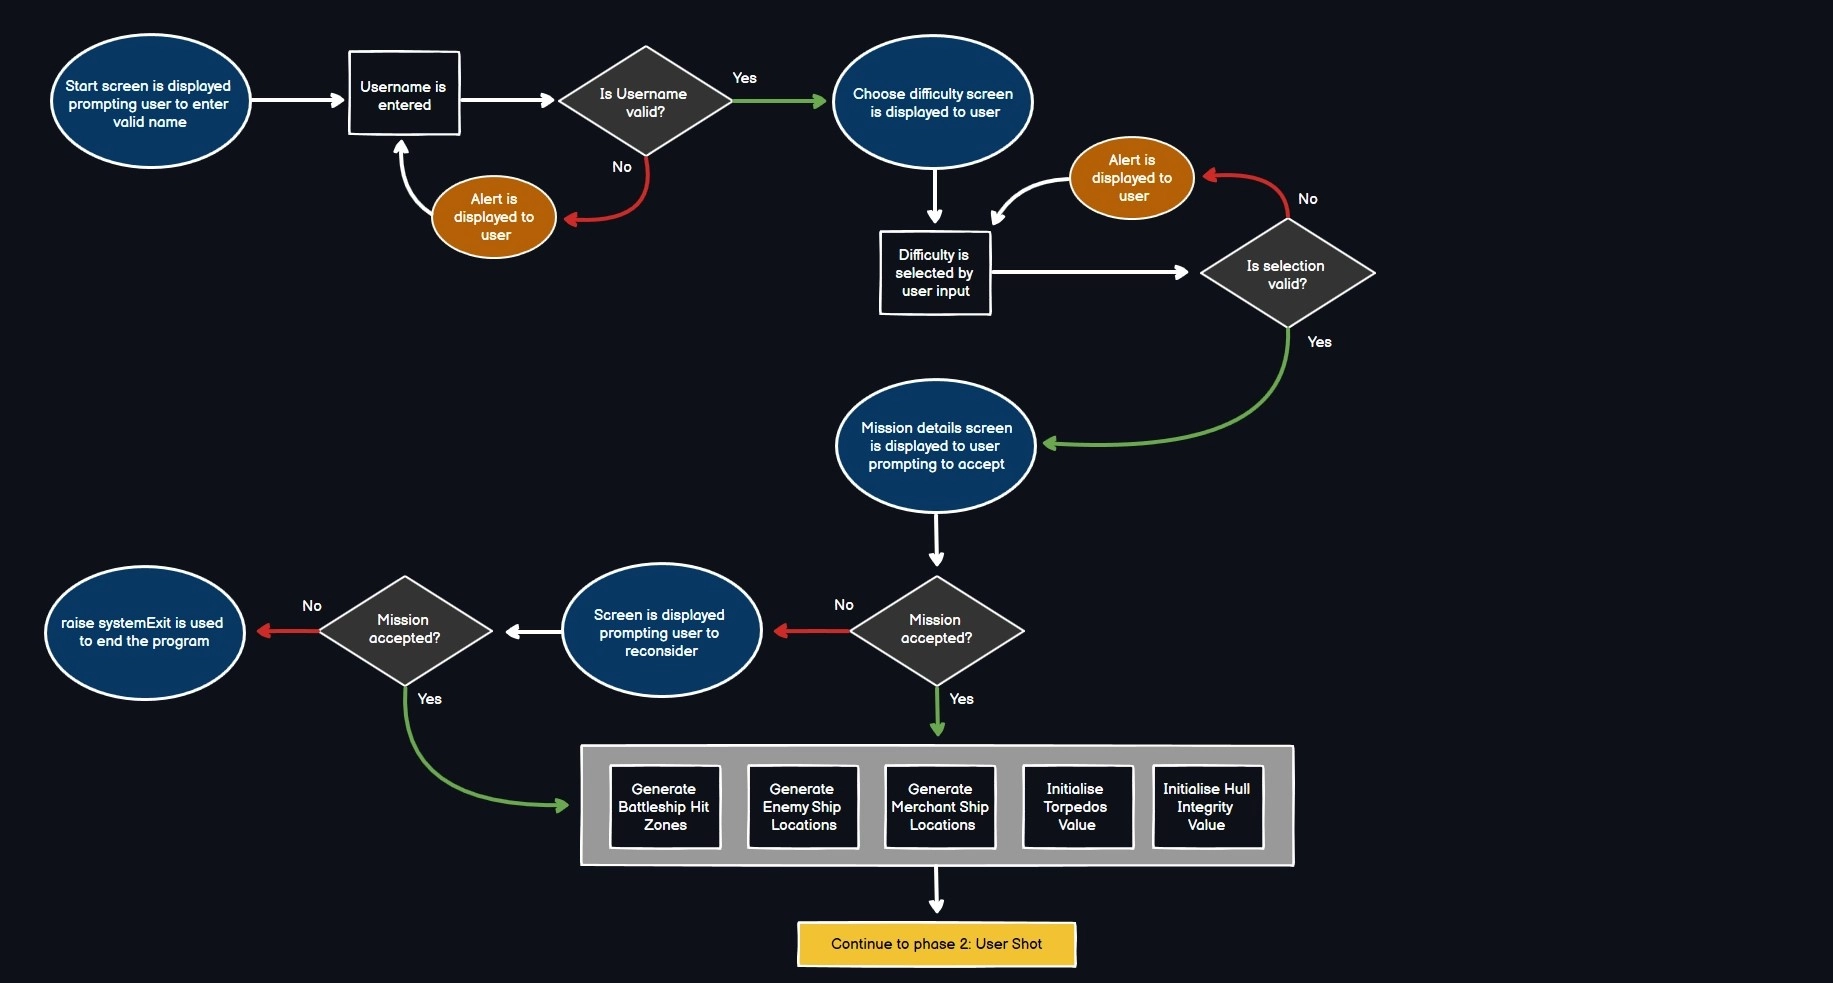 Start screen is displayed
prompting user to enter
valid name
Username is
entered
Is Username
valid?
Yes
No
Alert is
displayed to
user
Choose difficulty screen
is displayed to user
Alert is
displayed to
user
No
Difficulty is
selected by
user input
Is selection
valid?
Yes
Mission details screen
is displayed to user
prompting to accept
Mission
accepted?
No
Yes
Screen is displayed
prompting user to
reconsider
Mission
accepted?
No
Yes
raise systemExit is used
to end the program
Generate
Battleship Hit
Zones
Generate
Enemy Ship
Locations
Generate
Merchant Ship
Locations
Initialise
Torpedos
Value
Initialise Hull
Integrity
Value
Continue to phase 2: User Shot